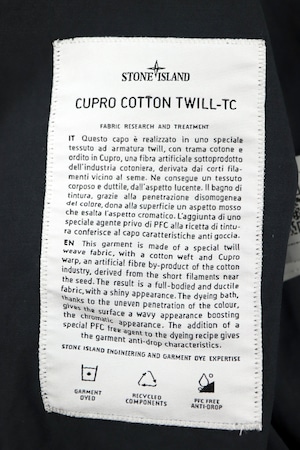 STONE ISLAND
CUPRO COTTON TWILL-TC
FABRIC RESEARCH AND TREATMENT
IT Questo capo è realizzato in uno speciale
tessuto ad armatura twill, con trama cotone e
ordito in Cupro, una fibra artificiale sottoprodotto
dell'industria cotoniera, derivata dai corti fila-
menti vicino al seme. Ne consegue un tessuto
corposo e duttile, dall'aspetto lucente. Il bagno di
tintura, grazie alla penetrazione disomogenea
del colore, dona alla superficie un aspetto mosso
che esalta l'aspetto cromatico. L'aggiunta di uno
speciale agente privo di PFC alla ricetta di tintu-
ra conferisce al capo caratteristiche anti goccia.
EN This garment is made of a special twill
weave fabric, with a cotton weft and Cupro
warp, an artificial fibre by-product of the cotton
industry, derived from the short filaments near
the seed. The result is a full-bodied and ductile
fabric, with a shiny appearance. The dyeing bath,
thanks to the uneven penetration of the colour,
gives the surface a wavy appearance boosting
the chromatic appearance. The addition of a
special PFC free agent to the dyeing recipe gives
the garment anti-drop characteristics.
STONE ISLAND ENGINEERING AND GARMENT DYE EXPERTISE
GARMENT
DYED
RECYCLED
COMPONENTS
PFC FREE
ANTI-DROP